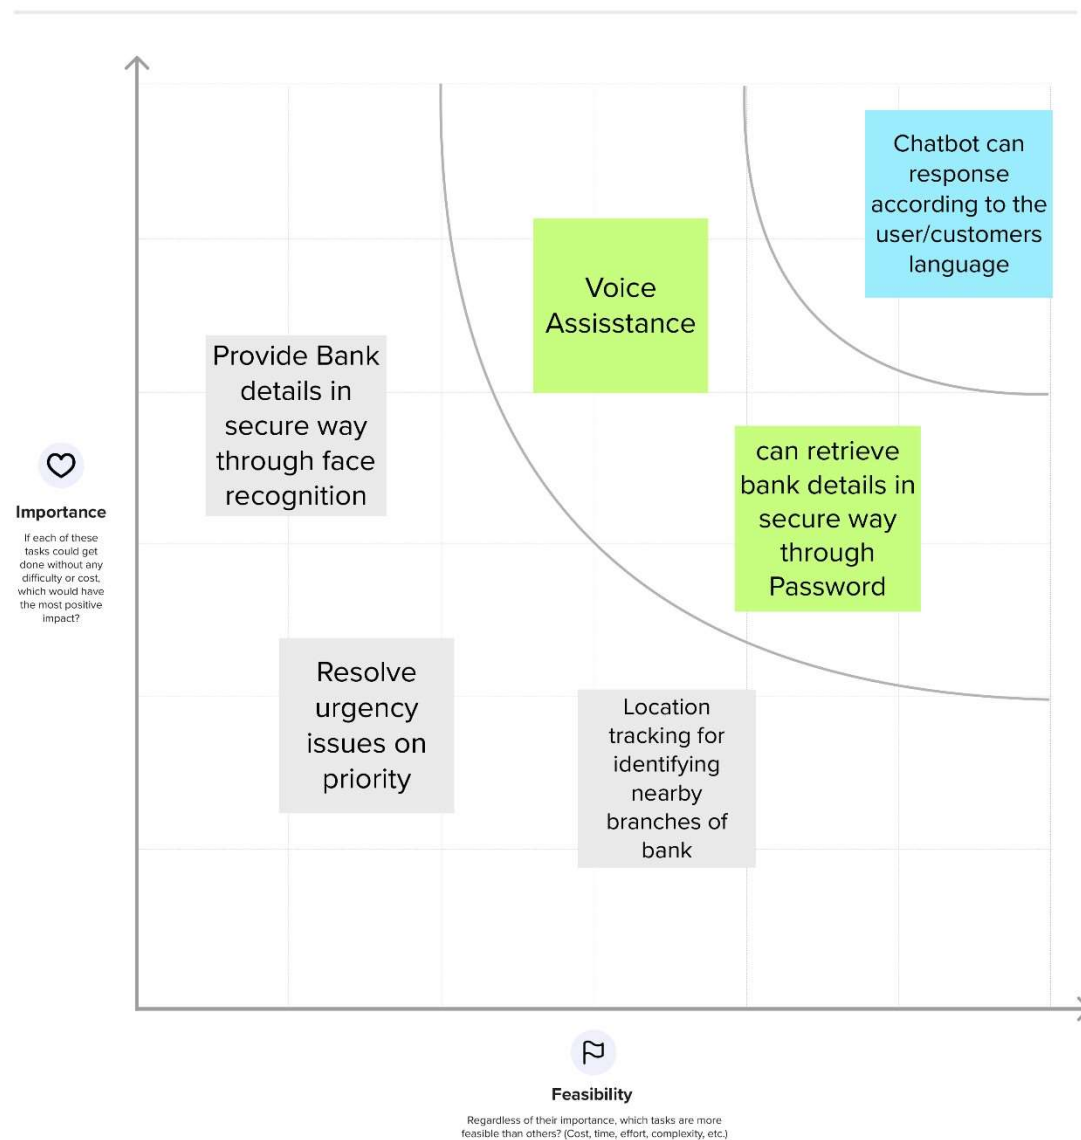 Chatbot can
response
according to the
user/customers
language
Voice
Assisstance
Provide Bank
details in
secure way
through face
recognition
can retrieve
bank details in
secure way
through
Password
Importance
If each of these
tasks could get
done without any
difficulty or cost,
which would have
the most positive
impact?
Resolve
urgency
issues on
priority
Location
tracking for
identifying
nearby
branches of
bank
Feasibility
Regardless of their importance, which tasks are more
feasible than others? (Cost, time, effort, complexity, etc.)